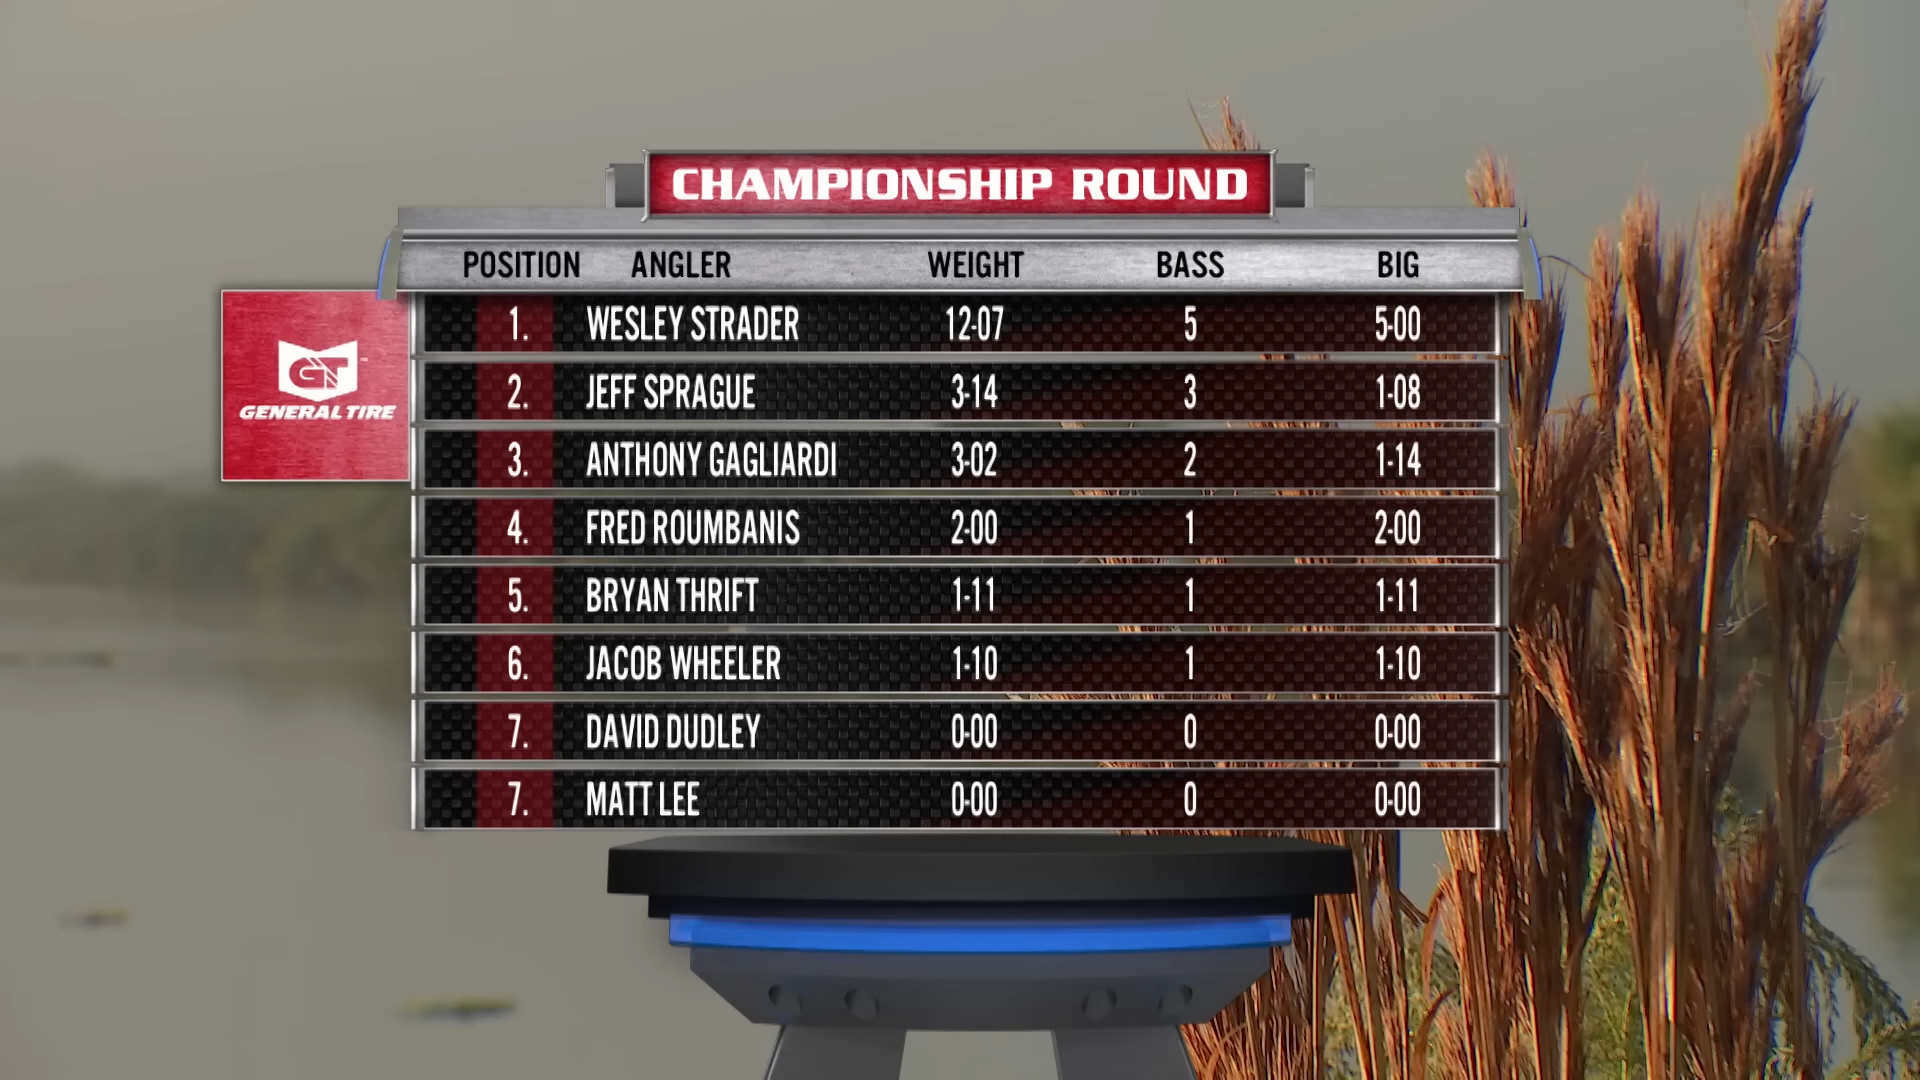 CHAMPIONSHIP ROUND
POSITION ANGLER WEIGHT BASS BIG
GT™
GENERAL TIRE
1. WESLEY STRADER 12-07 5 5-00
2. JEFF SPRAGUE 3-14 3 1-08
3. ANTHONY GAGLIARDI 3-02 2 1-14
4. FRED ROUMBANIS 2-00 1 2-00
5. BRYAN THRIFT 1-11 1 1-11
6. JACOB WHEELER 1-10 1 1-10
7. DAVID DUDLEY 0-00 0 0-00
7. MATT LEE 0-00 0 0-00